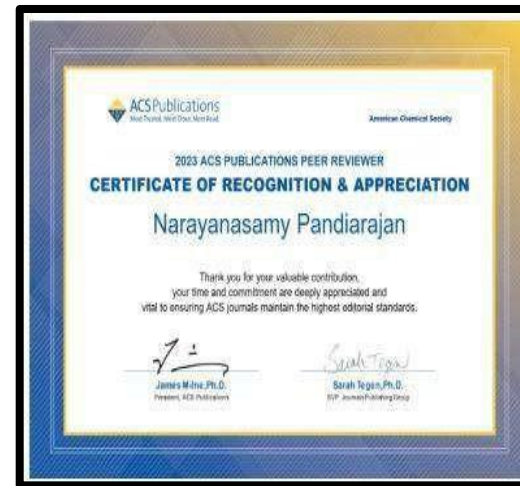 ACS Publications
Most Trusted. Most Cited. Most Read.
American Chemical Society
2023 ACS PUBLICATIONS PEER REVIEWER
CERTIFICATE OF RECOGNITION & APPRECIATION
Narayanasamy Pandiarajan
Thank you for your valuable contribution,
your time and commitment are deeply appreciated and
vital to ensuring ACS journals maintain the highest editorial standards.
Sarah Tegen
James Milne, Ph.D.
Sarah Tegen, Ph.D.
President, ACS Publications
SVP Journals Publishing Group